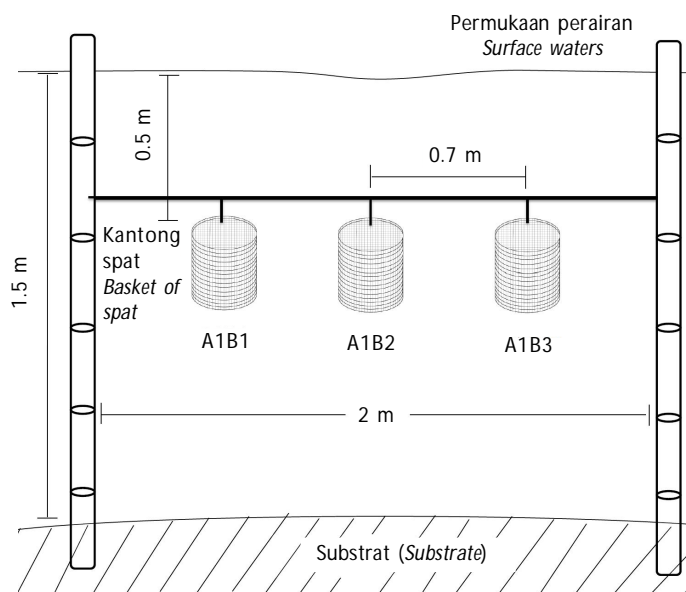 Permukaan perairan
Surface waters
0.5 m
0.7 m
1.5 m
Kantong
spat
Basket of
spat
A1B1
A1B2
A1B3
2 m
Substrat (Substrate)